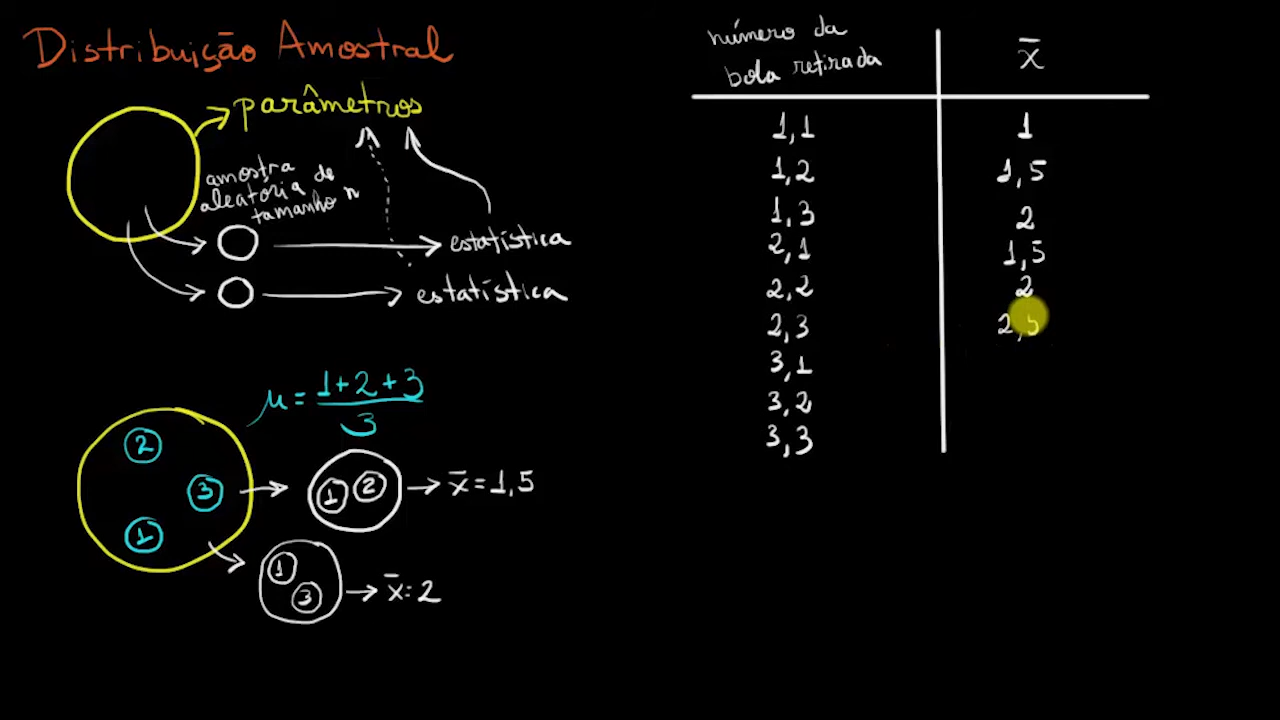 Distribuição Amostral
parâmetros
amostra
aleatória de
tamanho n
estatística
estatística
μ = 1+2+3
3
2
3
1
1 2
x̄ = 1,5
1
3
x̄ = 2
número da
bola retirada
x̄
1,1 1
1,2 1,5
1,3 2
2,1 1,5
2,2 2
2,3 2,5
3,1
3,2
3,3